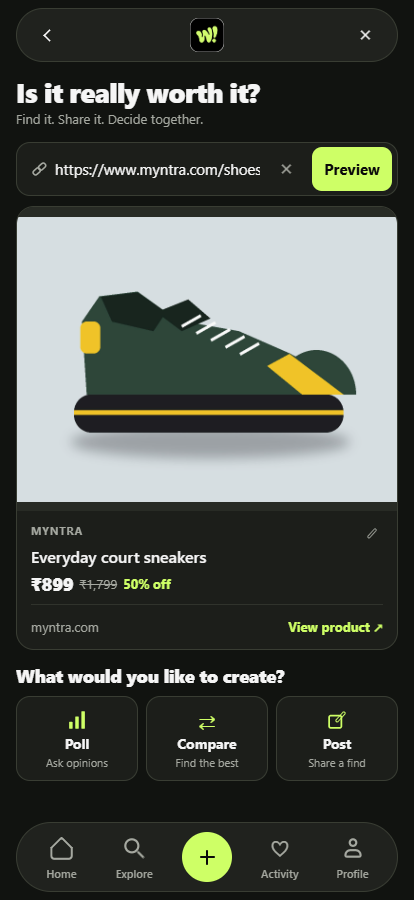 W!
Is it really worth it?
Find it. Share it. Decide together.
https://www.myntra.com/shoes
Preview
MYNTRA
Everyday court sneakers
₹899 ₹1,799 50% off
myntra.com
View product ↗
What would you like to create?
Poll
Ask opinions
Compare
Find the best
Post
Share a find
Home
Explore
Activity
Profile